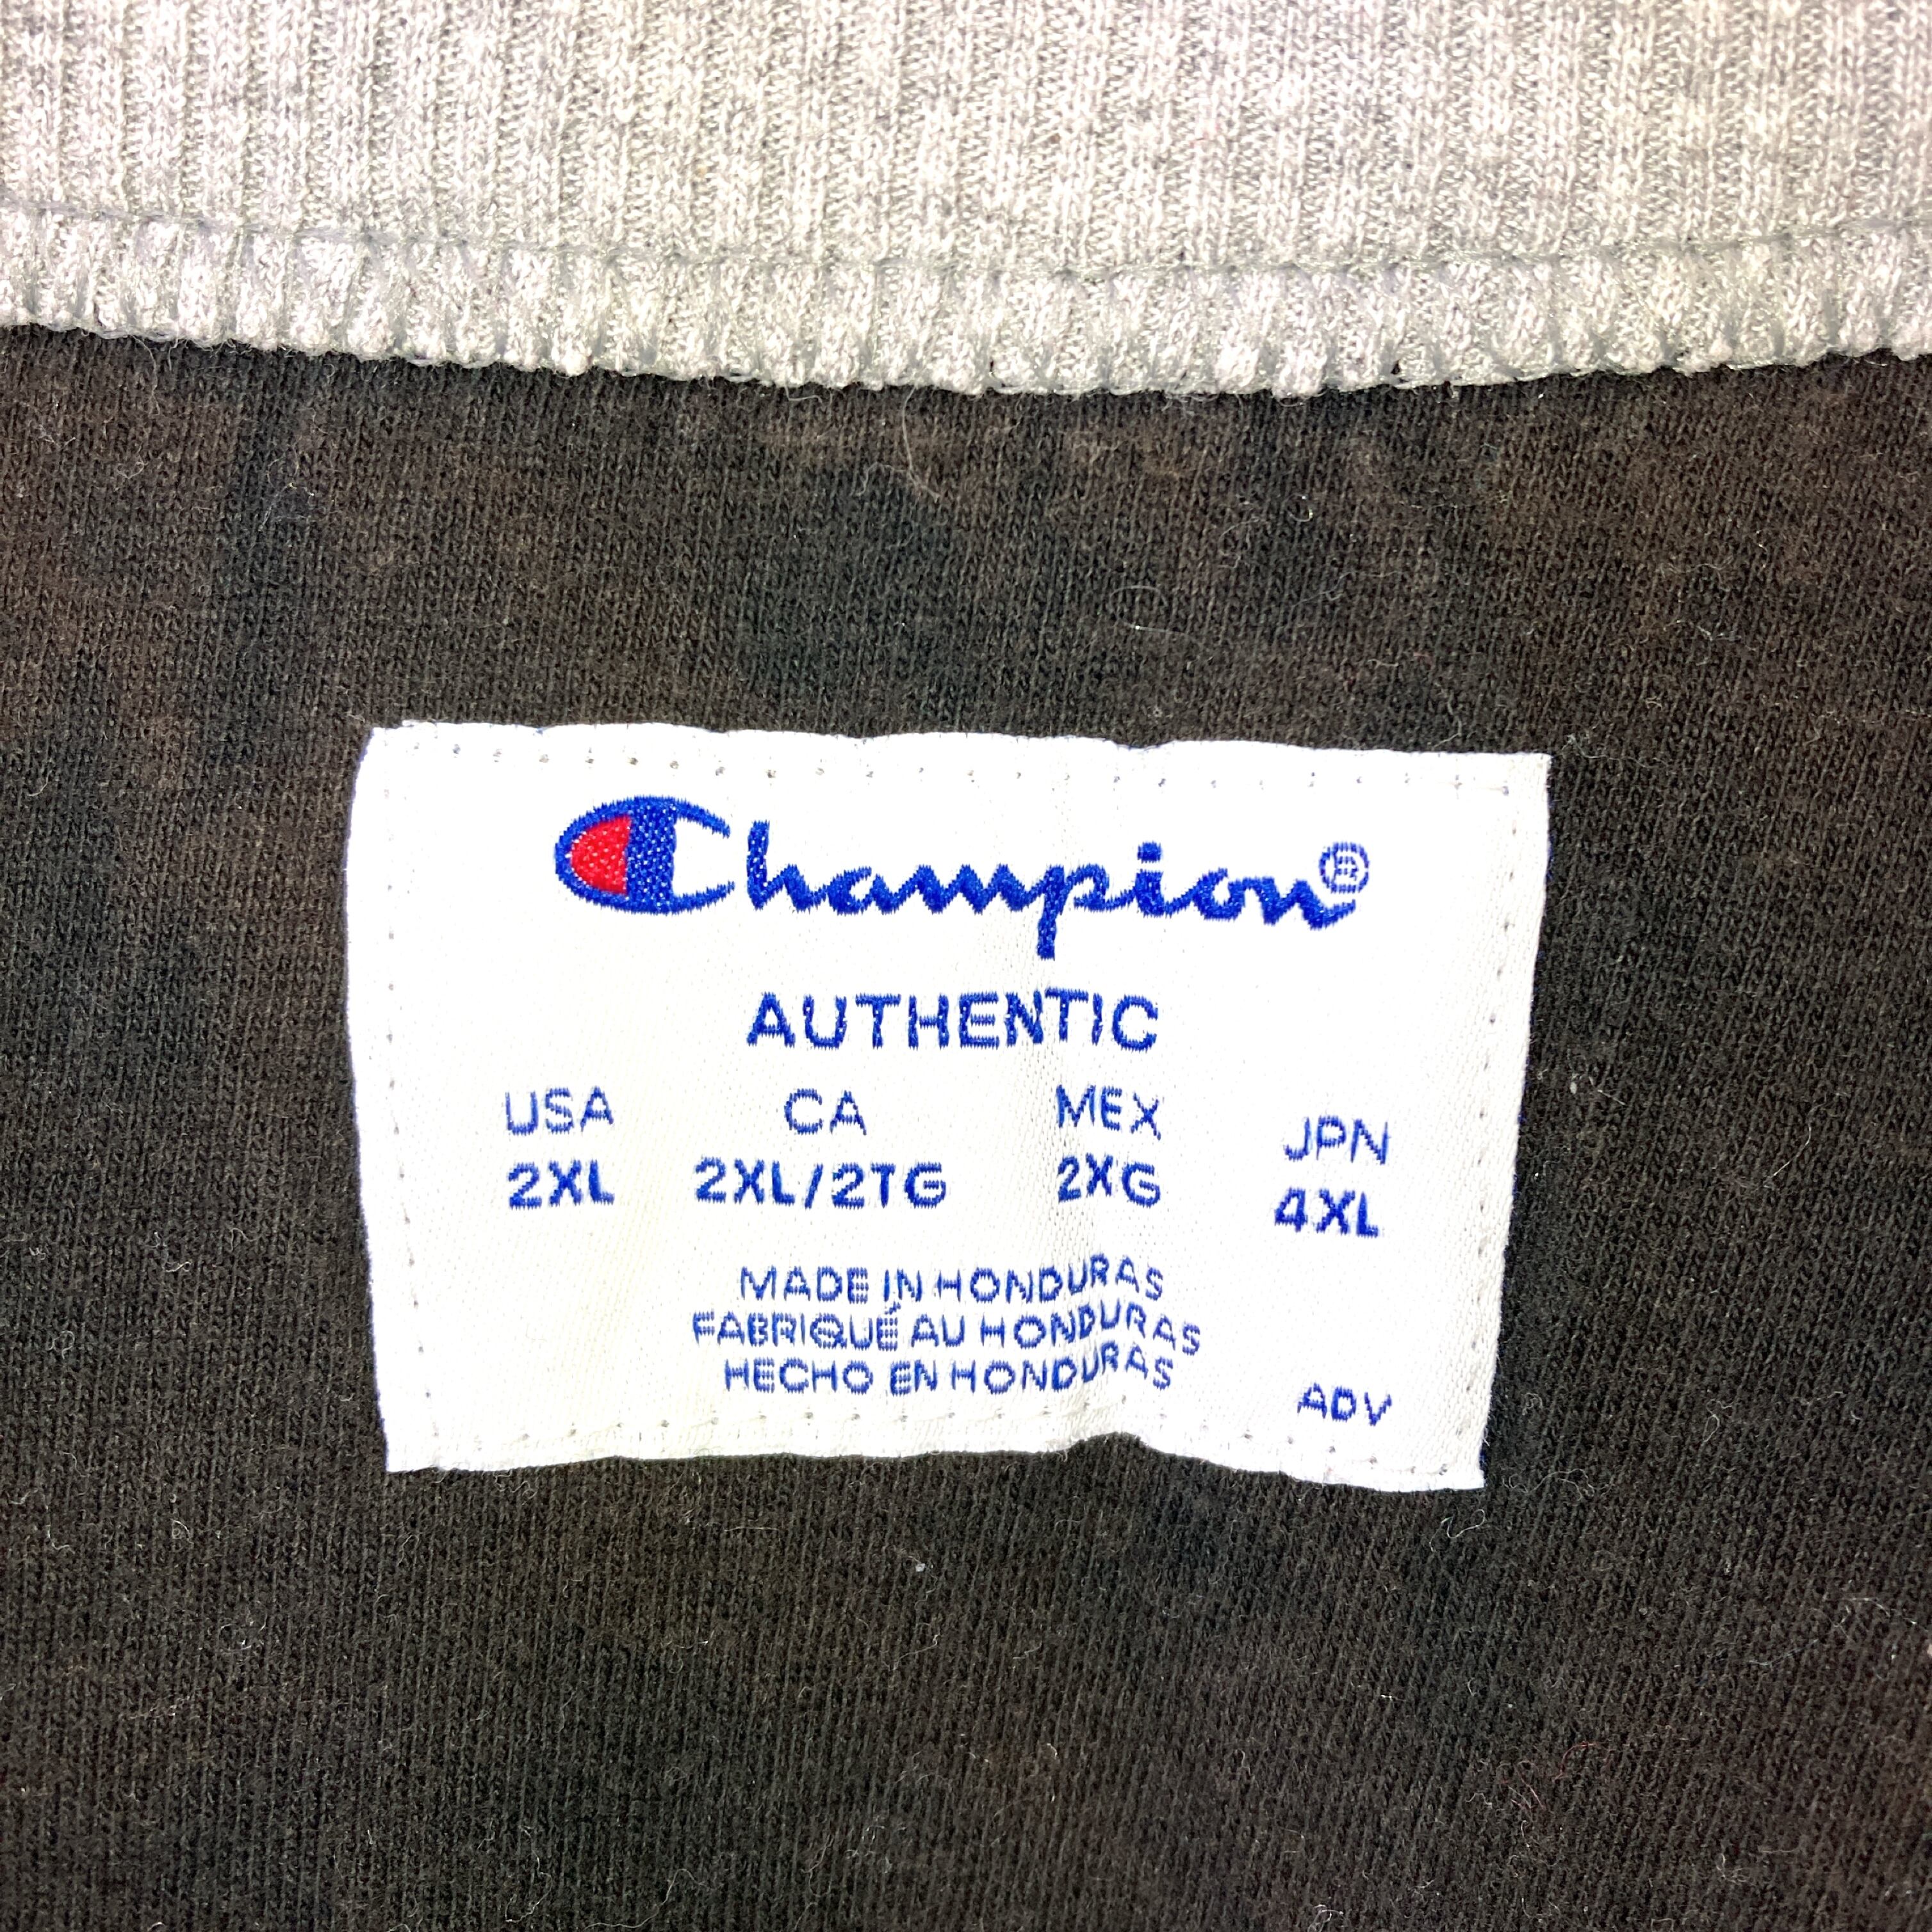 Champion®
AUTHENTIC
USA CA MEX JPN
2XL 2XL/2TG 2XG 4XL
MADE IN HONDURAS
FABRIQUÉ AU HONDURAS
HECHO EN HONDURAS
ADV